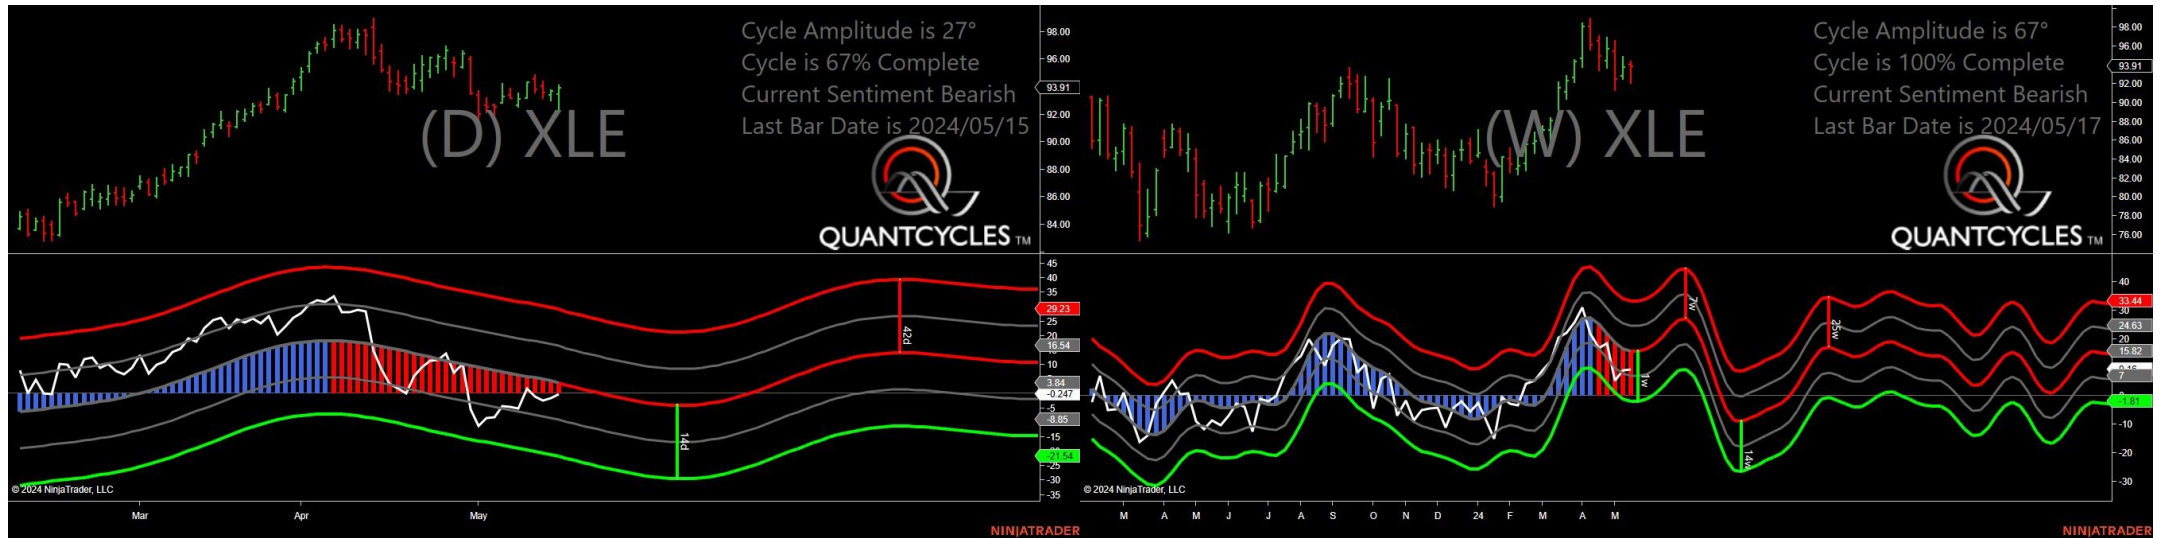 Cycle Amplitude is 27°
Cycle is 67% Complete
Current Sentiment Bearish
Last Bar Date is 2024/05/15
(D) XLE
QUANTCYCLES TM
98.00
96.00
93.91
92.00
90.00
88.00
86.00
84.00
45
40
35
29.23
25
20
16.54
10
3.84
-0.247
-5
-8.85
-15
-21.54
-25
-30
-35
42d
14d
© 2024 NinjaTrader, LLC
Mar
Apr
May
NINJATRADER
Cycle Amplitude is 67°
Cycle is 100% Complete
Current Sentiment Bearish
Last Bar Date is 2024/05/17
(W) XLE
QUANTCYCLES TM
98.00
96.00
93.91
92.00
90.00
88.00
86.00
84.00
82.00
80.00
78.00
76.00
40
33.44
30
24.63
20
15.82
7
-1.81
-10
-20
-30
7w
25w
1w
14w
© 2024 NinjaTrader, LLC
M A M J J A S O N D 24 F M A M
NINJATRADER